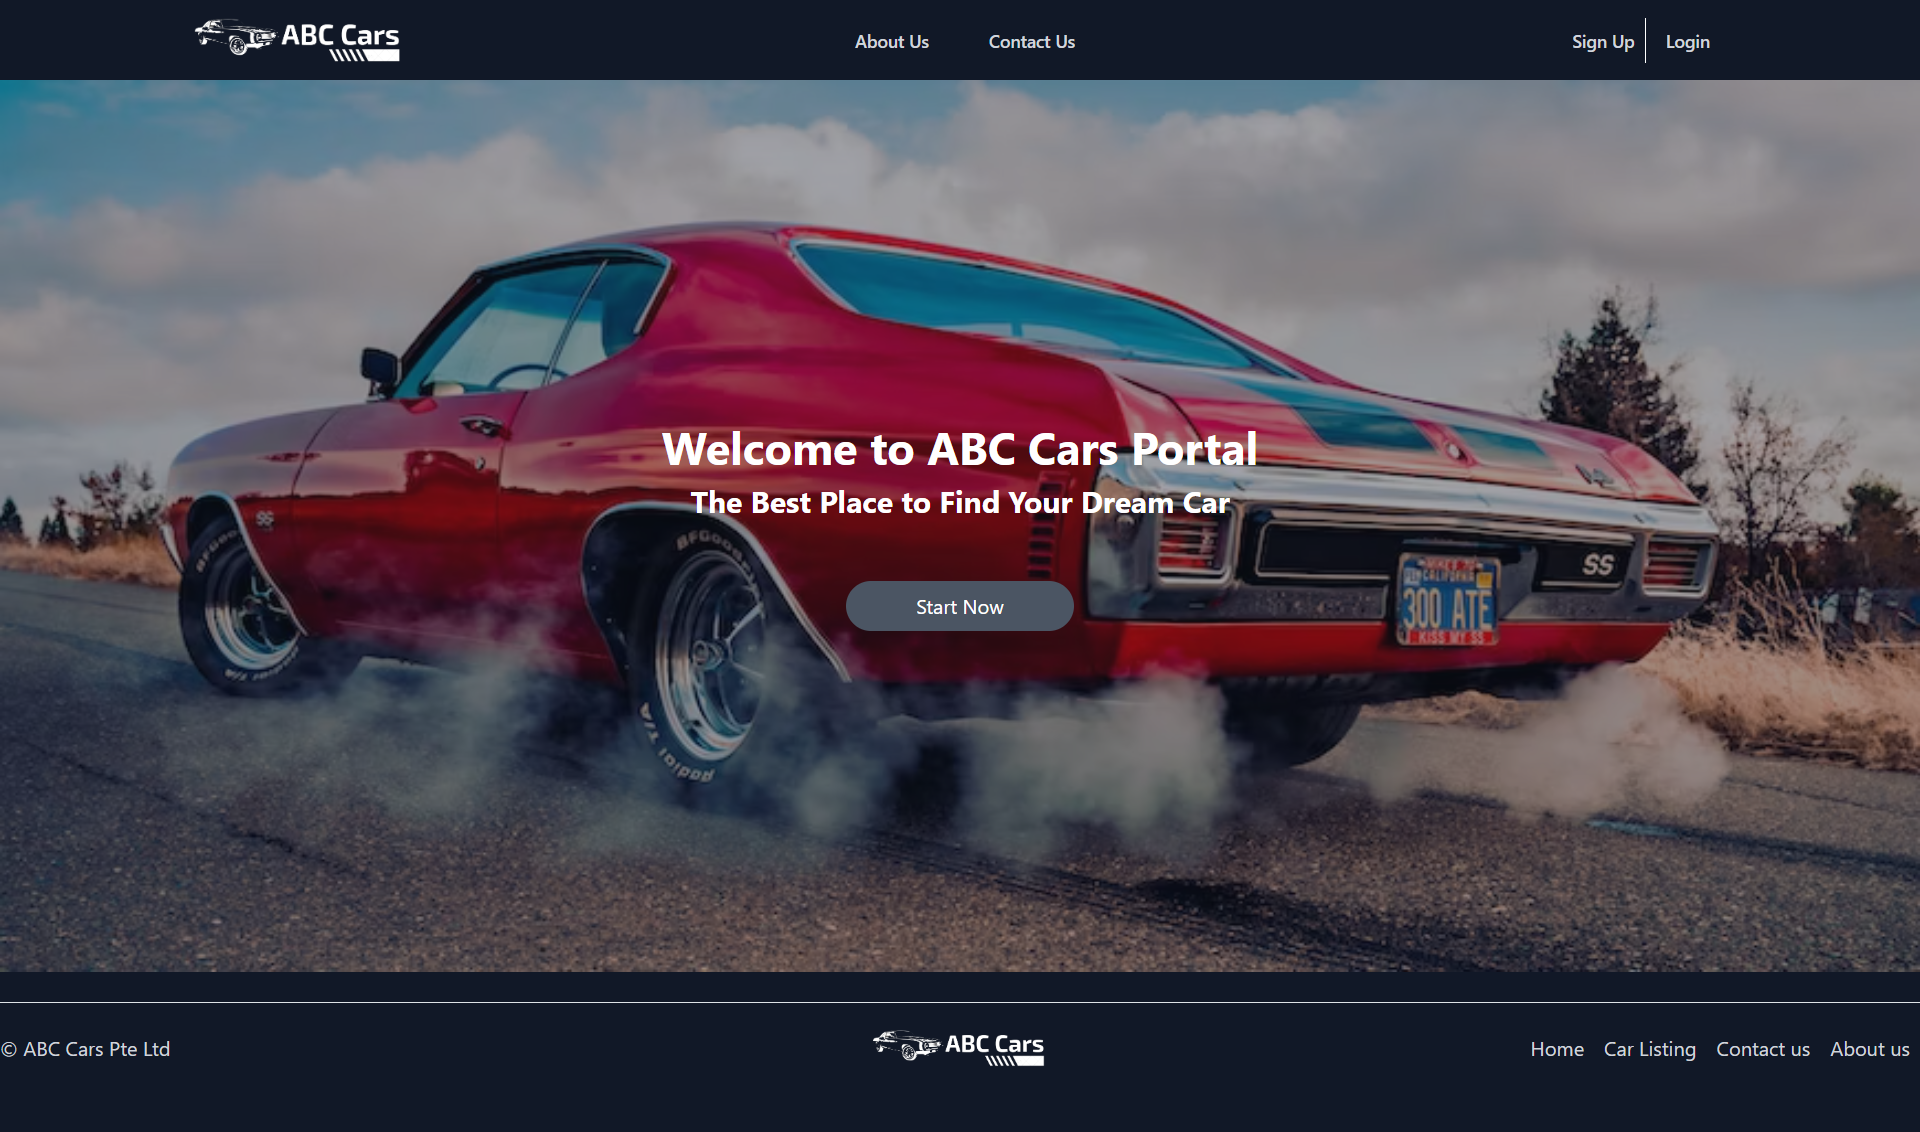 ABC Cars
About Us
Contact Us
Sign Up
Login
Welcome to ABC Cars Portal
The Best Place to Find Your Dream Car
Start Now
SS
SS
BFGoodrich
Radial T/A
CALIFORNIA
300 ATE
KISS MY SS
© ABC Cars Pte Ltd
ABC Cars
Home
Car Listing
Contact us
About us